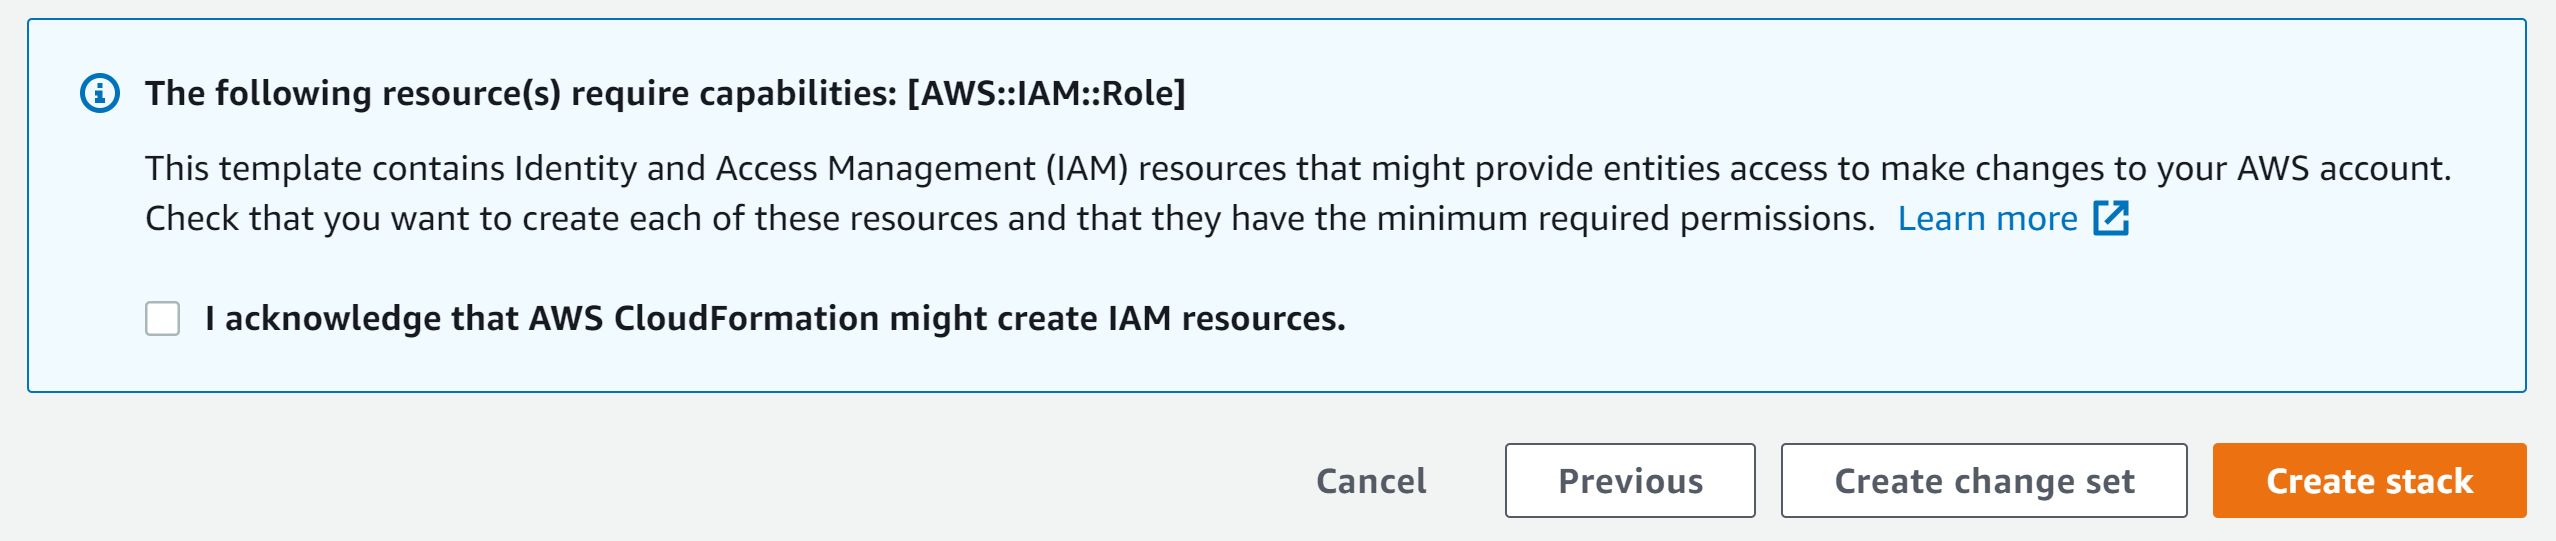 The following resource(s) require capabilities: [AWS::IAM::Role]
This template contains Identity and Access Management (IAM) resources that might provide entities access to make changes to your AWS account.
Check that you want to create each of these resources and that they have the minimum required permissions. Learn more
I acknowledge that AWS CloudFormation might create IAM resources.
Cancel Previous Create change set Create stack